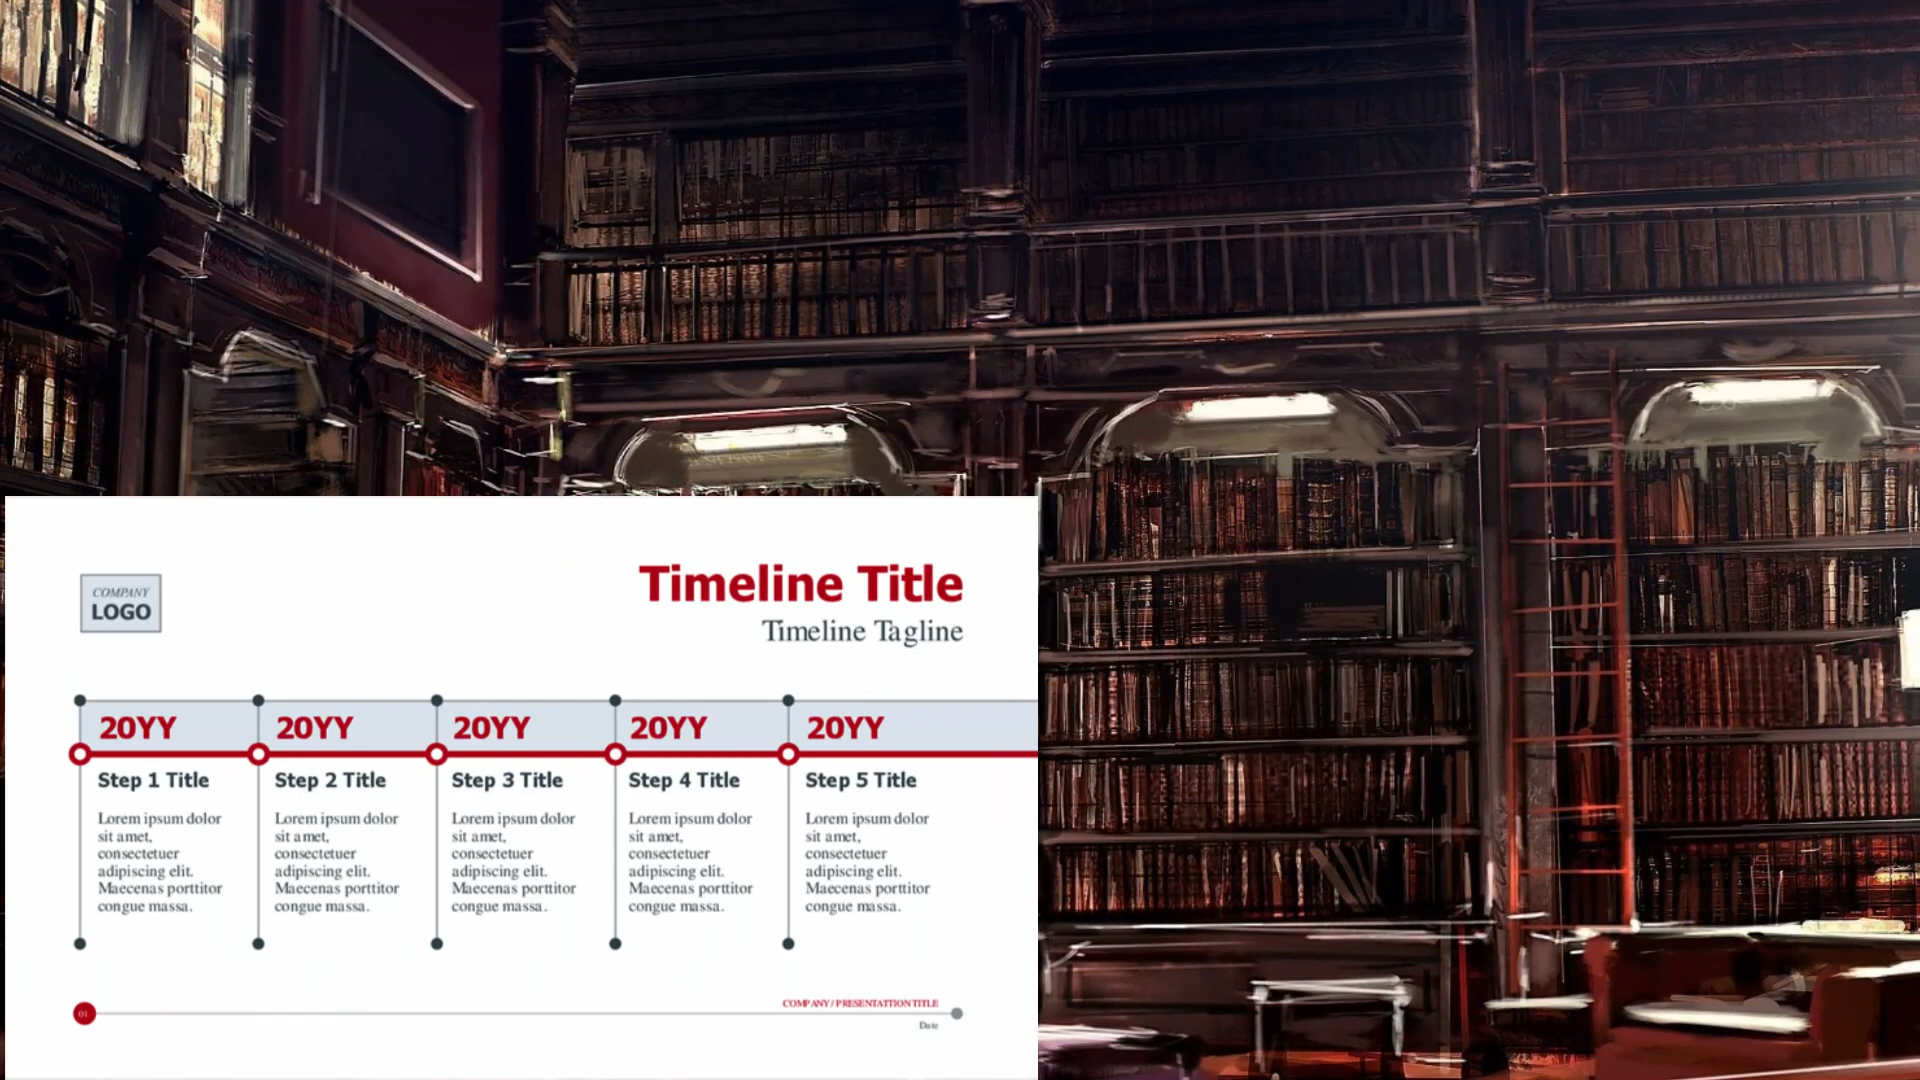 COMPANY
LOGO
Timeline Title
Timeline Tagline
20YY
20YY
20YY
20YY
20YY
Step 1 Title
Lorem ipsum dolor
sit amet,
consectetuer
adipiscing elit.
Maecenas porttitor
congue massa.
Step 2 Title
Lorem ipsum dolor
sit amet,
consectetuer
adipiscing elit.
Maecenas porttitor
congue massa.
Step 3 Title
Lorem ipsum dolor
sit amet,
consectetuer
adipiscing elit.
Maecenas porttitor
congue massa.
Step 4 Title
Lorem ipsum dolor
sit amet,
consectetuer
adipiscing elit.
Maecenas porttitor
congue massa.
Step 5 Title
Lorem ipsum dolor
sit amet,
consectetuer
adipiscing elit.
Maecenas porttitor
congue massa.
01
COMPANY / PRESENTATTION TITLE
Date